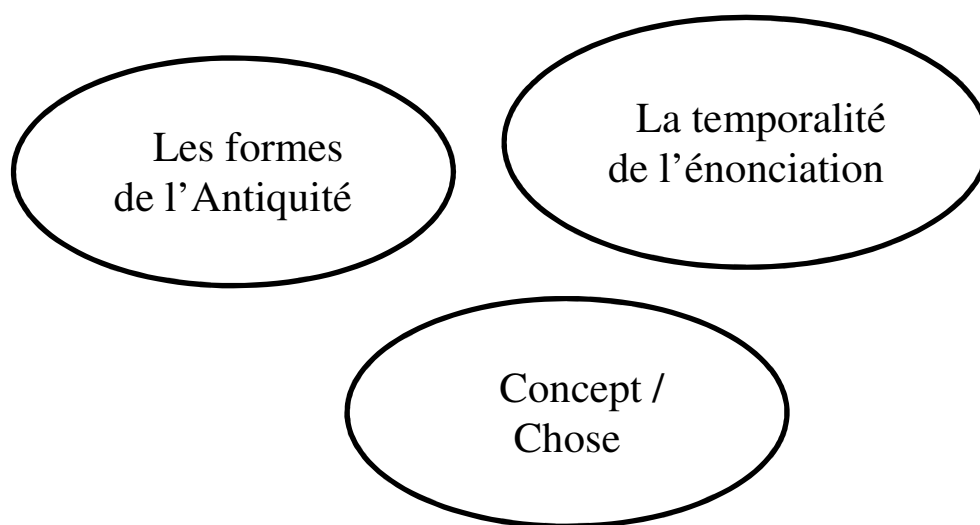 Les formes
de l’Antiquité
La temporalité
de l’énonciation
Concept /
Chose